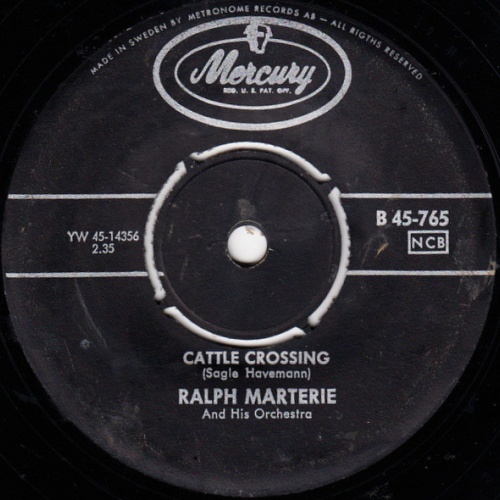 MADE IN SWEDEN BY METRONOME RECORDS AB – ALL RIGTHS RESERVED
Mercury
REG. U. S. PAT. OFF.
B 45-765
YW 45-14356
NCB
2.35
CATTLE CROSSING
(Sagle Havemann)
RALPH MARTERIE
And His Orchestra